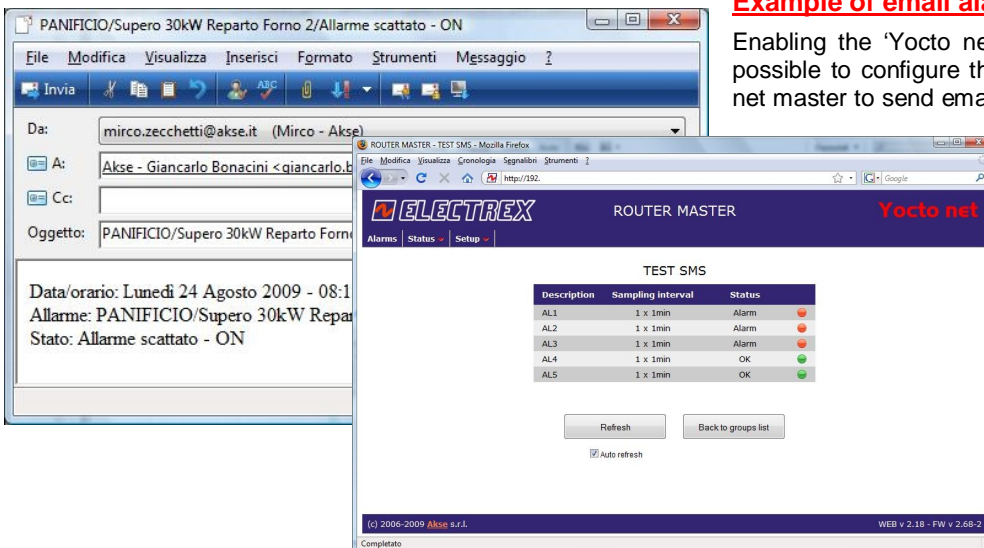 PANIFICIO/Supero 30kW Reparto Forno 2/Allarme scattato - ON
File Modifica Visualizza Inserisci Formato Strumenti Messaggio ?
Invia
Da: mirco.zecchetti@akse.it (Mirco - Akse)
A: Akse - Giancarlo Bonacini <giancarlo.b
Cc:
Oggetto: PANIFICIO/Supero 30kW Reparto Forn
Data/orario: Lunedì 24 Agosto 2009 - 08:1
Allarme: PANIFICIO/Supero 30kW Repar
Stato: Allarme scattato - ON
Example of email ala
Enabling the ‘Yocto ne
possible to configure th
net master to send ema
ROUTER MASTER - TEST SMS - Mozilla Firefox
File Modifica Visualizza Cronologia Segnalibri Strumenti ?
http://192.
Google
ELECTREX ROUTER MASTER Yocto net
Alarms Status Setup
TEST SMS
Description Sampling interval Status
AL1 1 x 1min Alarm
AL2 1 x 1min Alarm
AL3 1 x 1min Alarm
AL4 1 x 1min OK
AL5 1 x 1min OK
Refresh Back to groups list
Auto refresh
(c) 2006-2009 Akse s.r.l. WEB v 2.18 - FW v 2.68-2
Completato